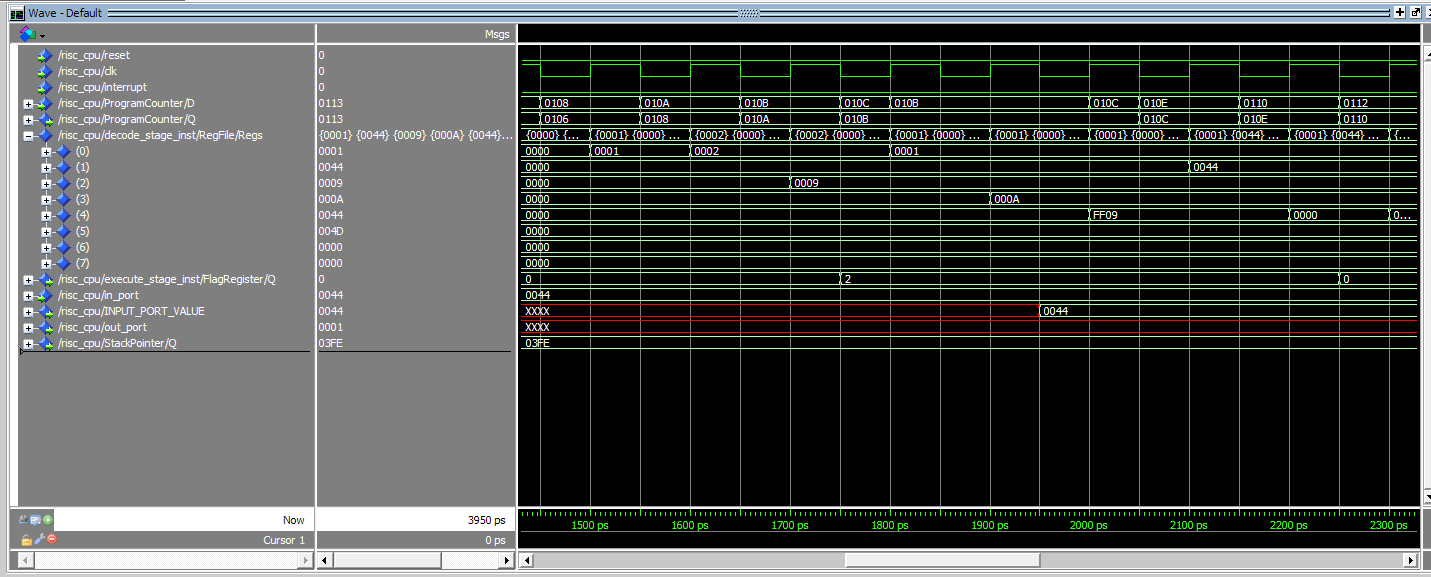 Wave - Default
Msgs
/risc_cpu/reset 0
/risc_cpu/clk 0
/risc_cpu/interrupt 0
/risc_cpu/ProgramCounter/D 0113 0108 010A 010B 010C 010B 010C 010E 0110 0112
/risc_cpu/ProgramCounter/Q 0113 0106 0108 010A 010B 010C 010E 0110
/risc_cpu/decode_stage_inst/RegFile/Regs {0001} {0044} {0009} {000A} {0044}... {0000} {... {0001} {0000} ... {0002} {0000} ... {0002} {0000} ... {0001} {0000} ... {0001} {0000} ... {0001} {0000} ... {0001} {0044} ... {0001} {0044} ... {...
(0) 0001 0000 0001 0002 0001
(1) 0044 0000 0044
(2) 0009 0000 0009
(3) 000A 0000 000A
(4) 0044 0000 FF09 0000 0...
(5) 004D 0000
(6) 0000 0000
(7) 0000 0000
/risc_cpu/execute_stage_inst/FlagRegister/Q 0 0 2 0
/risc_cpu/in_port 0044 0044
/risc_cpu/INPUT_PORT_VALUE 0044 XXXX 0044
/risc_cpu/out_port 0001 XXXX
/risc_cpu/StackPointer/Q 03FE 03FE
Now 3950 ps 1500 ps 1600 ps 1700 ps 1800 ps 1900 ps 2000 ps 2100 ps 2200 ps 2300 ps
Cursor 1 0 ps